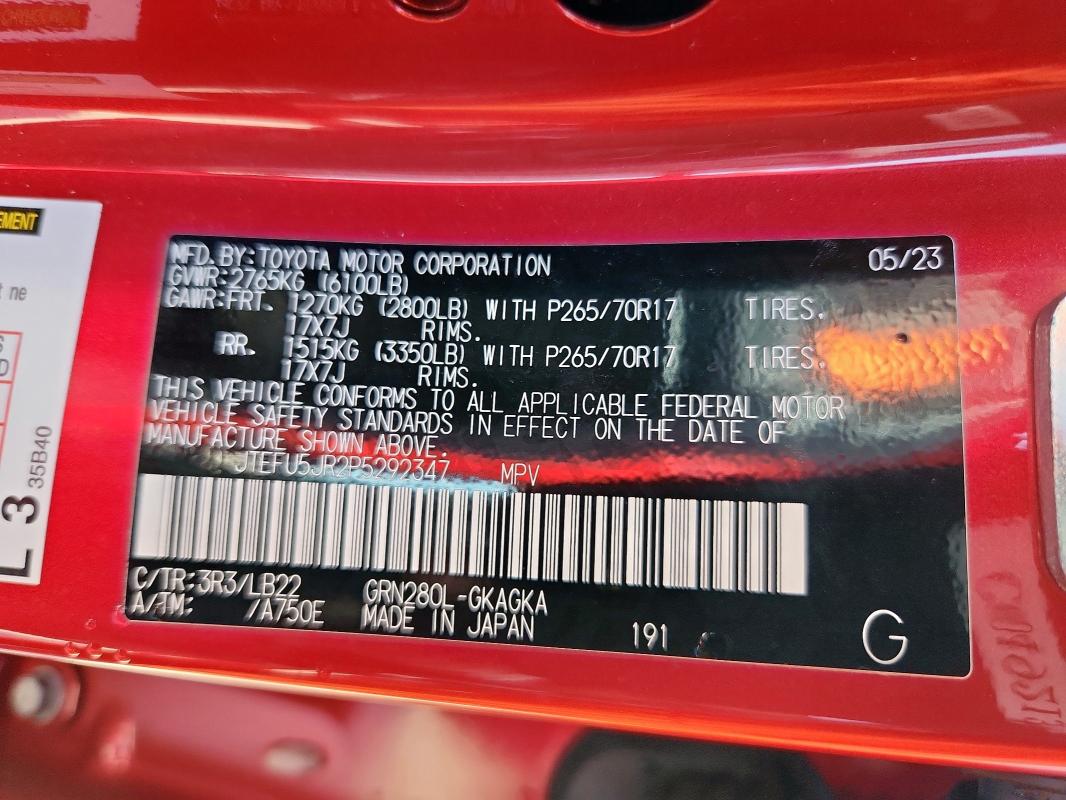 EMENT
t ne
D
35B40
3
MFD. BY: TOYOTA MOTOR CORPORATION 05/23
GVWR: 2765KG (6100LB)
GAWR: FRT. 1270KG (2800LB) WITH P265/70R17 TIRES.
17X7J RIMS.
RR. 1515KG (3350LB) WITH P265/70R17 TIRES.
17X7J RIMS.
THIS VEHICLE CONFORMS TO ALL APPLICABLE FEDERAL MOTOR
VEHICLE SAFETY STANDARDS IN EFFECT ON THE DATE OF
MANUFACTURE SHOWN ABOVE.
JTEFU5JR2P5292347 MPV
C/TR: 3R3/LB22 GRN280L-GKAGKA
A/TM: /A750E MADE IN JAPAN 191 G